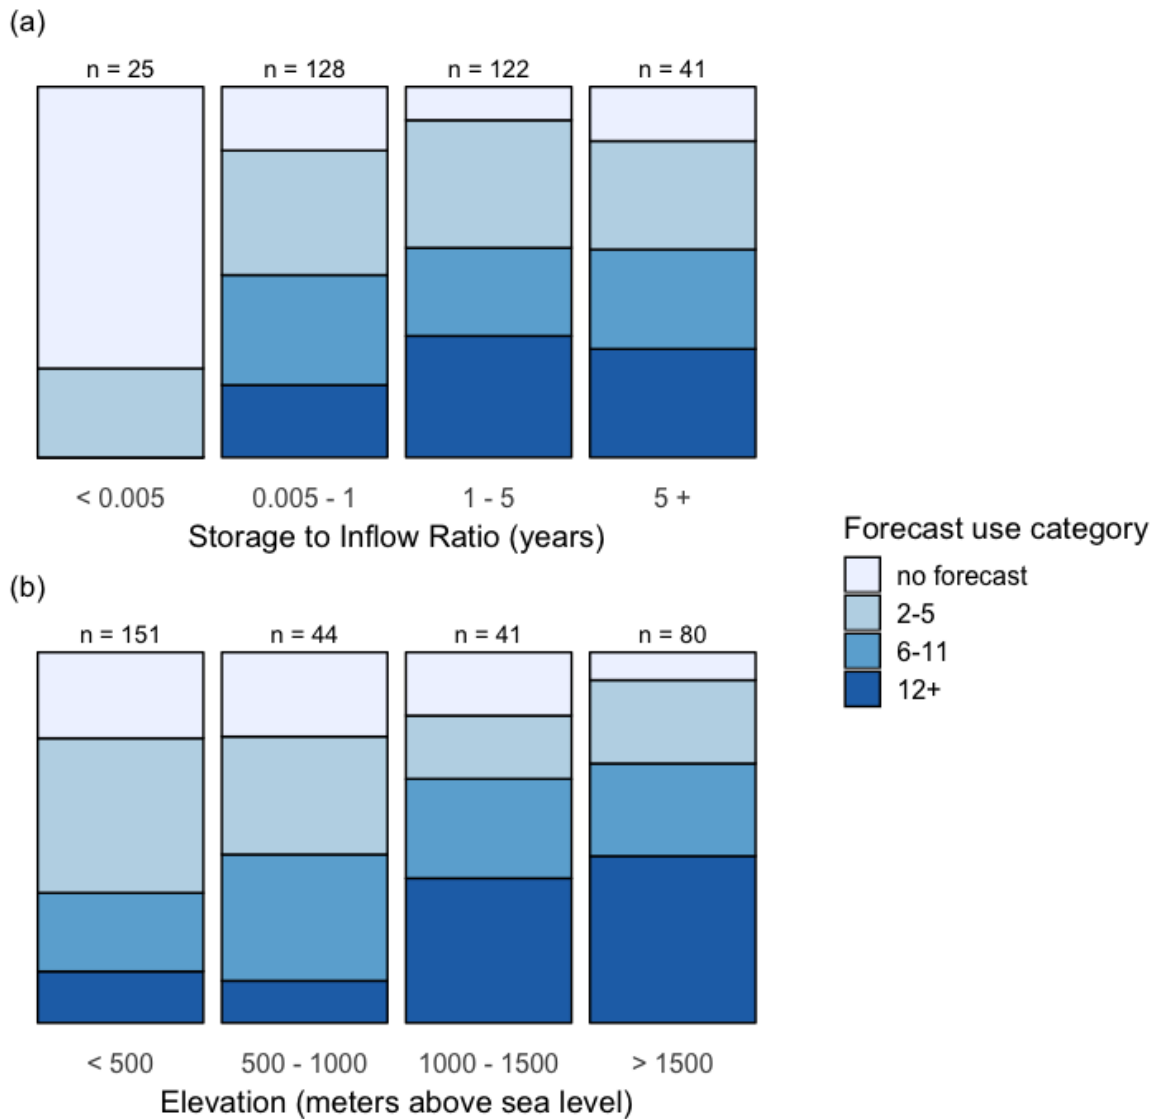 (a)
n = 25
n = 128
n = 122
n = 41
< 0.005
0.005 - 1
1 - 5
5 +
Storage to Inflow Ratio (years)
Forecast use category
no forecast
2-5
6-11
12+
(b)
n = 151
n = 44
n = 41
n = 80
< 500
500 - 1000
1000 - 1500
> 1500
Elevation (meters above sea level)